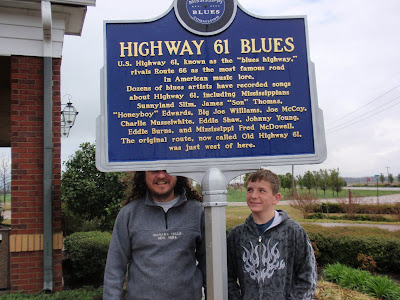 MISSISSIPPI
BLUES
HIGHWAY 61 BLUES
U.S. Highway 61, known as the "blues highway,"
rivals Route 66 as the most famous road
in American music lore.
Dozens of blues artists have recorded songs
about Highway 61, including Mississippians
Sunnyland Slim, James "Son" Thomas,
"Honeyboy" Edwards, Big Joe Williams, Joe McCoy,
Charlie Musselwhite, Eddie Shaw, Johnny Young,
Eddie Burns, and Mississippi Fred McDowell.
The original route, now called Old Highway 61,
was just west of here.